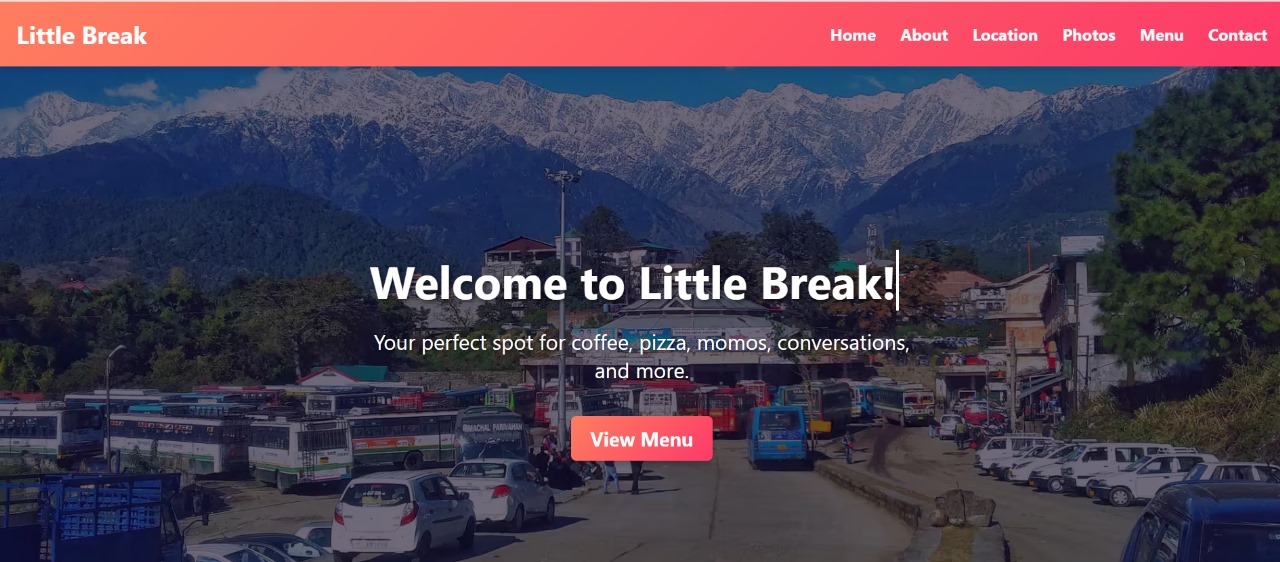 Little Break
Home About Location Photos Menu Contact
Welcome to Little Break!
Your perfect spot for coffee, pizza, momos, conversations,
and more.
HIMACHAL PARIVAHAN
View Menu